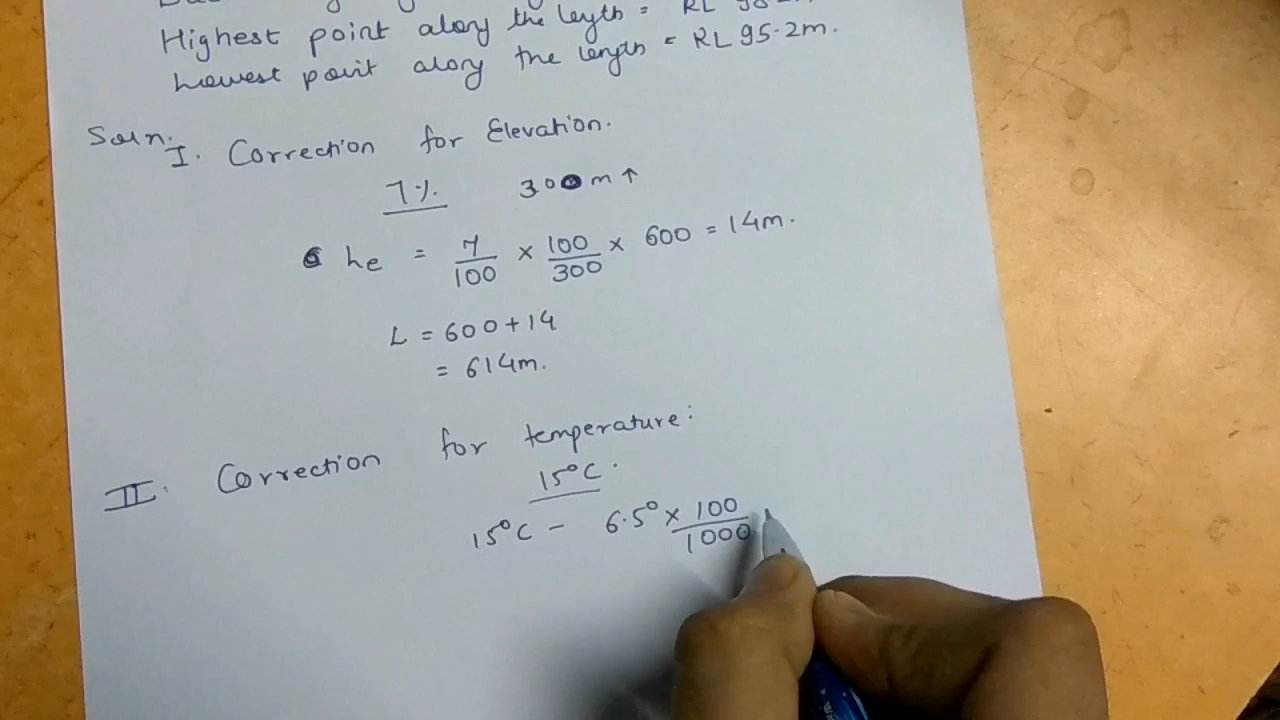 Highest point along the length = RL 98
Lowest point along the length = RL 95.2m.
Soln.
I. Correction for Elevation.
7% 300m ↑
he = 7/100 × 100/300 × 600 = 14m.
L = 600+14
= 614m.
II. Correction for temperature:
15°C.
15°C - 6.5° × 100/1000